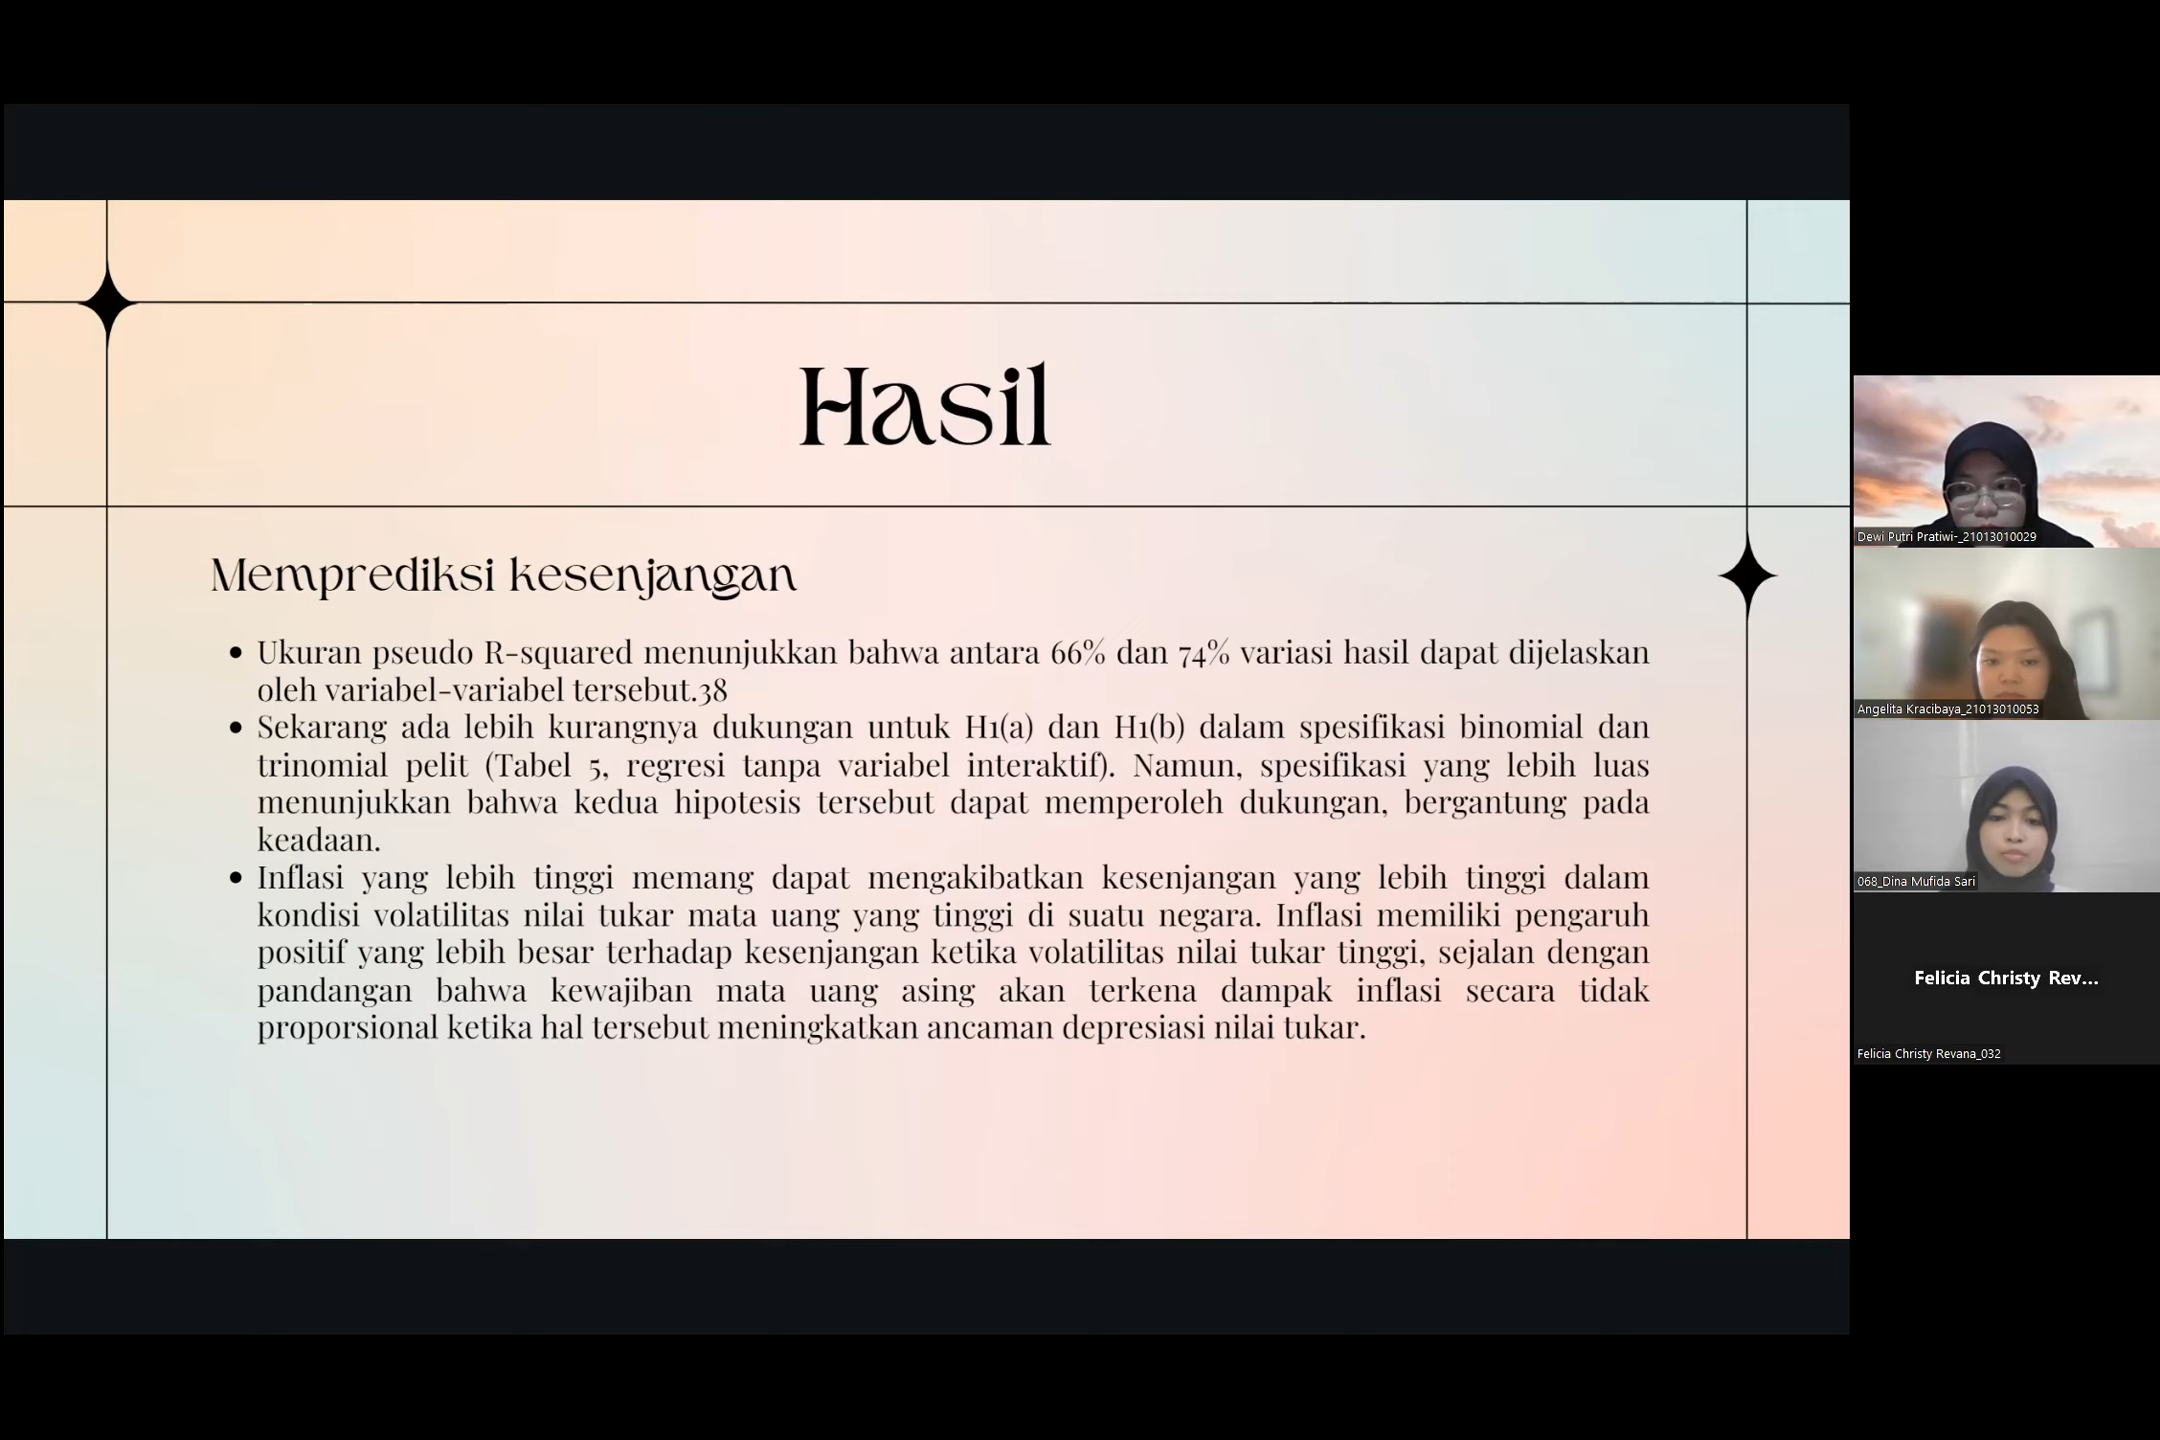 Hasil
Memprediksi kesenjangan
• Ukuran pseudo R-squared menunjukkan bahwa antara 66% dan 74% variasi hasil dapat dijelaskan
oleh variabel-variabel tersebut.38
• Sekarang ada lebih kurangnya dukungan untuk H1(a) dan H1(b) dalam spesifikasi binomial dan
trinomial pelit (Tabel 5, regresi tanpa variabel interaktif). Namun, spesifikasi yang lebih luas
menunjukkan bahwa kedua hipotesis tersebut dapat memperoleh dukungan, bergantung pada
keadaan.
• Inflasi yang lebih tinggi memang dapat mengakibatkan kesenjangan yang lebih tinggi dalam
kondisi volatilitas nilai tukar mata uang yang tinggi di suatu negara. Inflasi memiliki pengaruh
positif yang lebih besar terhadap kesenjangan ketika volatilitas nilai tukar tinggi, sejalan dengan
pandangan bahwa kewajiban mata uang asing akan terkena dampak inflasi secara tidak
proporsional ketika hal tersebut meningkatkan ancaman depresiasi nilai tukar.
Dewi Putri Pratiwi-_21013010029
Angelita Kracibaya_21013010053
068_Dina Mufida Sari
Felicia Christy Rev...
Felicia Christy Revana_032